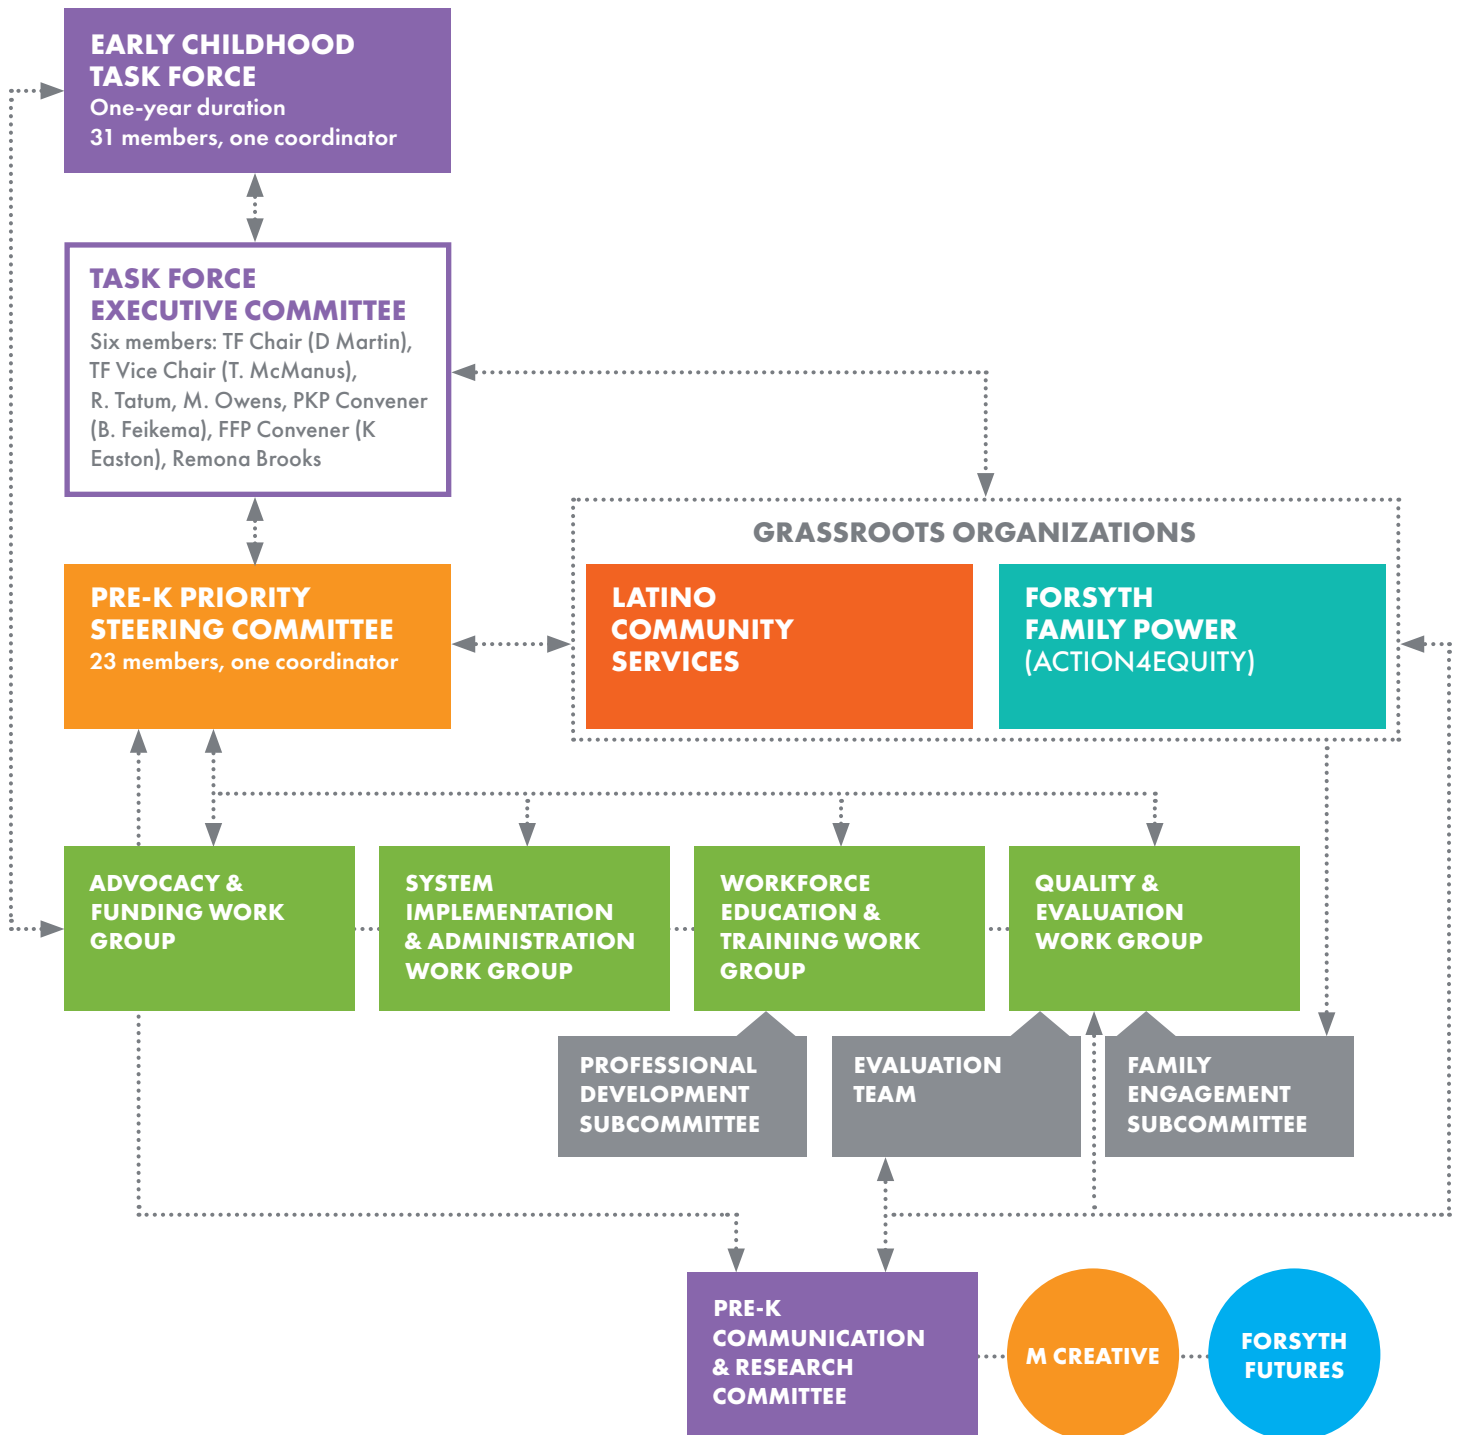 EARLY CHILDHOOD
TASK FORCE
One-year duration
31 members, one coordinator
TASK FORCE
EXECUTIVE COMMITTEE
Six members: TF Chair (D Martin),
TF Vice Chair (T. McManus),
R. Tatum, M. Owens, PKP Convener
(B. Feikema), FFP Convener (K
Easton), Remona Brooks
GRASSROOTS ORGANIZATIONS
PRE-K PRIORITY
STEERING COMMITTEE
23 members, one coordinator
LATINO
COMMUNITY
SERVICES
FORSYTH
FAMILY POWER
(ACTION4EQUITY)
ADVOCACY &
FUNDING WORK
GROUP
SYSTEM
IMPLEMENTATION
& ADMINISTRATION
WORK GROUP
WORKFORCE
EDUCATION &
TRAINING WORK
GROUP
QUALITY &
EVALUATION
WORK GROUP
PROFESSIONAL
DEVELOPMENT
SUBCOMMITTEE
EVALUATION
TEAM
FAMILY
ENGAGEMENT
SUBCOMMITTEE
PRE-K
COMMUNICATION
& RESEARCH
COMMITTEE
M CREATIVE
FORSYTH
FUTURES